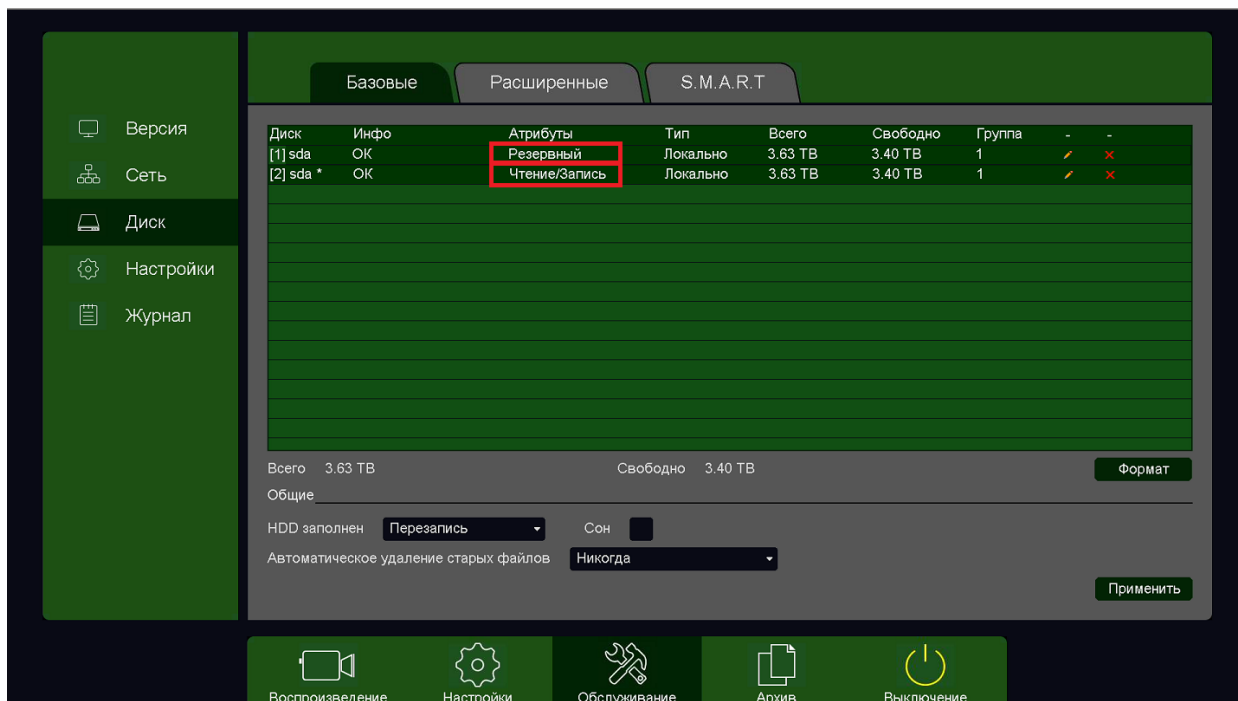 Базовые Расширенные S.M.A.R.T
Версия
Сеть
Диск
Настройки
Журнал
Диск Инфо Атрибуты Тип Всего Свободно Группа - -
[1] sda ОК Резервный Локально 3.63 TB 3.40 TB 1
[2] sda * ОК Чтение/Запись Локально 3.63 TB 3.40 TB 1
Всего 3.63 TB Свободно 3.40 TB Формат
Общие
HDD заполнен Перезапись Сон
Автоматическое удаление старых файлов Никогда
Применить
Воспроизведение Настройки Обслуживание Архив Выключение